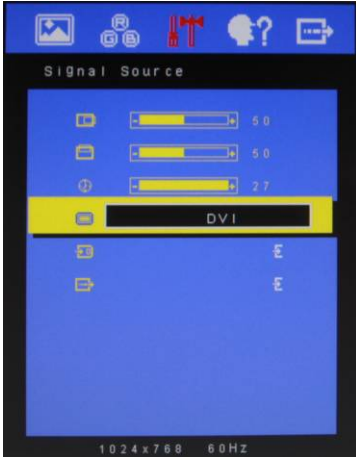 R
G B
?
Signal Source
- + 50
- + 50
- + 27
DVI
1024x768 60Hz